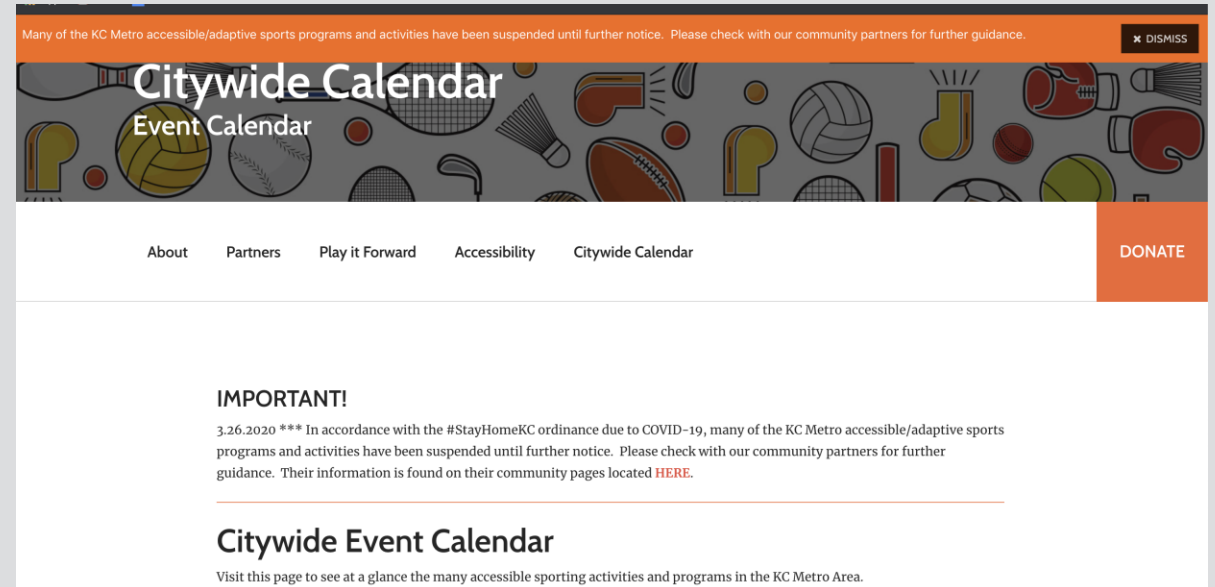 Many of the KC Metro accessible/adaptive sports programs and activities have been suspended until further notice. Please check with our community partners for further guidance.
× DISMISS
Citywide Calendar
Event Calendar
About Partners Play it Forward Accessibility Citywide Calendar
DONATE
IMPORTANT!
3.26.2020 *** In accordance with the #StayHomeKC ordinance due to COVID-19, many of the KC Metro accessible/adaptive sports
programs and activities have been suspended until further notice. Please check with our community partners for further
guidance. Their information is found on their community pages located HERE.
Citywide Event Calendar
Visit this page to see at a glance the many accessible sporting activities and programs in the KC Metro Area.